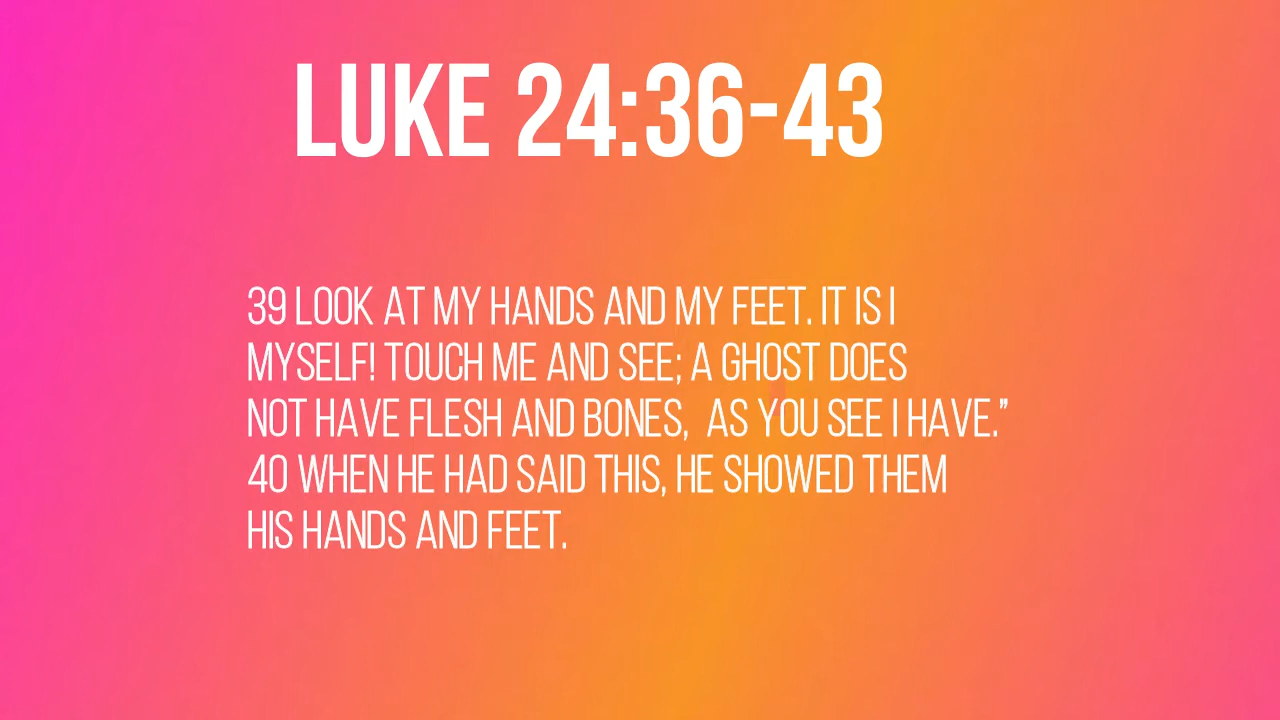 LUKE 24:36-43
39 LOOK AT MY HANDS AND MY FEET. IT IS I
MYSELF! TOUCH ME AND SEE; A GHOST DOES
NOT HAVE FLESH AND BONES,  AS YOU SEE I HAVE.”
40 WHEN HE HAD SAID THIS, HE SHOWED THEM
HIS HANDS AND FEET.